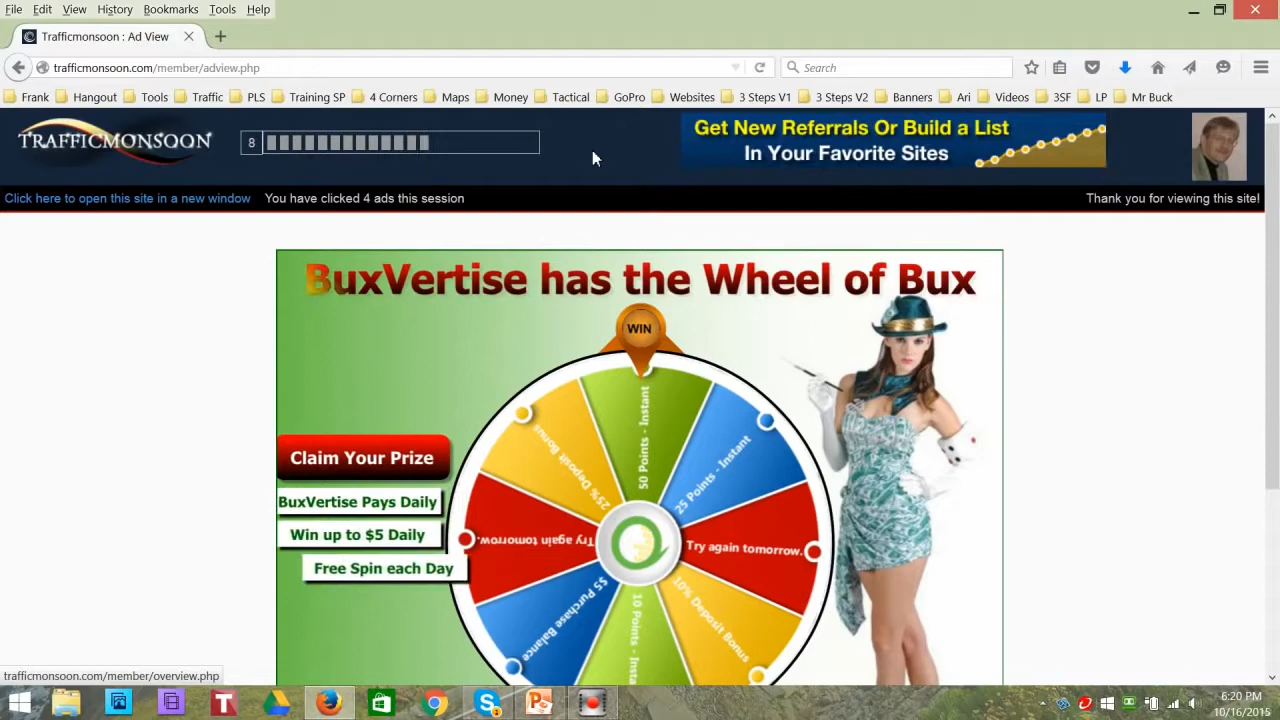 File Edit View History Bookmarks Tools Help
Trafficmonsoon : Ad View
trafficmonsoon.com/member/adview.php
Search
Frank Hangout Tools Traffic PLS Training SP 4 Corners Maps Money Tactical GoPro Websites 3 Steps V1 3 Steps V2 Banners Ari Videos 3SF LP Mr Buck
TRAFFICMONSOON
8
Get New Referrals Or Build a List
In Your Favorite Sites
Click here to open this site in a new window
You have clicked 4 ads this session
Thank you for viewing this site!
BuxVertise has the Wheel of Bux
WIN
50 Points - Instant
25 Points - Instant
25% Deposit Bonus
Claim Your Prize
BuxVertise Pays Daily
Win up to $5 Daily
Free Spin each Day
Try again tomorrow.
Try again tomorrow.
$5 Purchase Balance
10 Points - Insta
10% Deposit Bonus
trafficmonsoon.com/member/overview.php
6:20 PM
10/16/2015